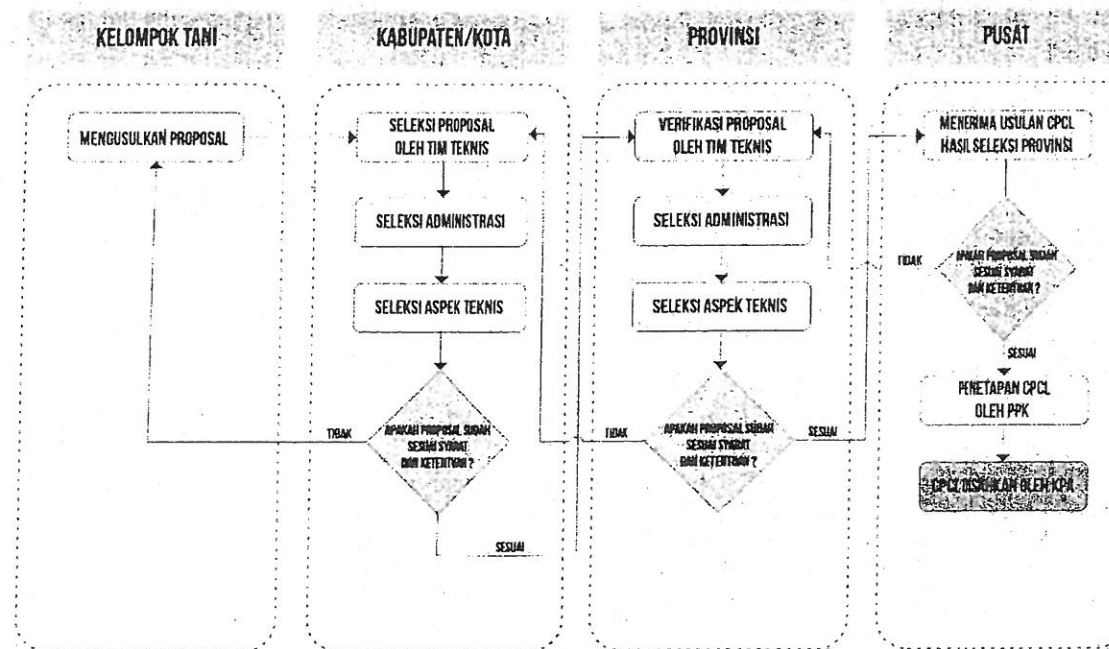 KELOMPOK TANI
KABUPATEN/KOTA
PROVINSI
PUSAT
MENGUSULKAN PROPOSAL
SELEKSI PROPOSAL
OLEH TIM TEKNIS
SELEKSI ADMINISTRASI
SELEKSI ASPEK TEKNIS
APAKAH PROPOSAL SUDAH
SESUAI SYARAT
DAN KETENTUAN ?
TIDAK
SESUAI
VERIFIKASI PROPOSAL
OLEH TIM TEKNIS
SELEKSI ADMINISTRASI
SELEKSI ASPEK TEKNIS
APAKAH PROPOSAL SUDAH
SESUAI SYARAT
DAN KETENTUAN ?
TIDAK
SESUAI
MENERIMA USULAN CPCL
HASIL SELEKSI PROVINSI
APAKAH PROPOSAL SUDAH
SESUAI SYARAT
DAN KETENTUAN ?
TIDAK
SESUAI
PENETAPAN CPCL
OLEH PPK
CPCL DISAHKAN OLEH KPA